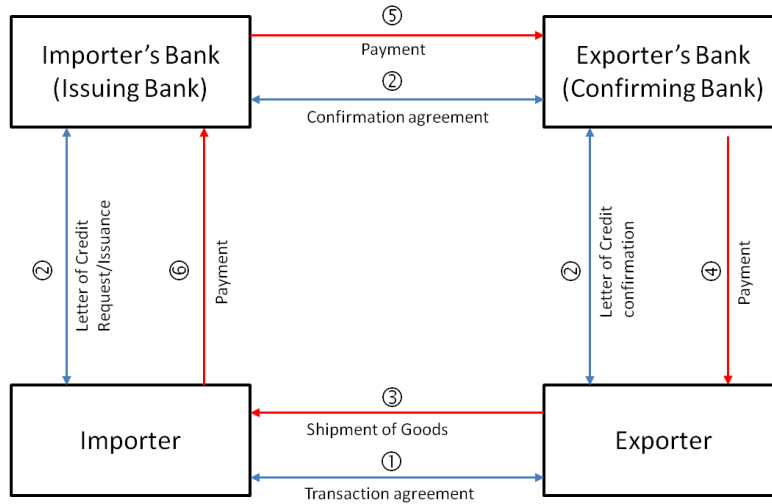 ⑤
Importer’s Bank
(Issuing Bank)
Payment
Exporter’s Bank
(Confirming Bank)
②
Confirmation agreement
②
Letter of Credit
Request/Issuance
⑥
Payment
②
Letter of Credit
confirmation
④
Payment
③
Shipment of Goods
Importer
Exporter
①
Transaction agreement